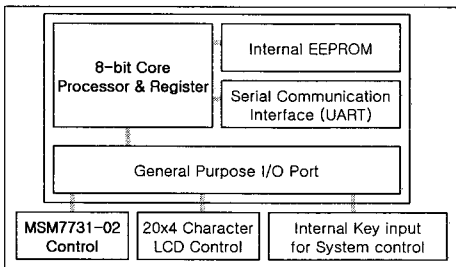 8-bit Core
Processor & Register
Internal EEPROM
Serial Communication
Interface (UART)
General Purpose I/O Port
MSM7731-02
Control
20x4 Character
LCD Control
Internal Key input
for System control